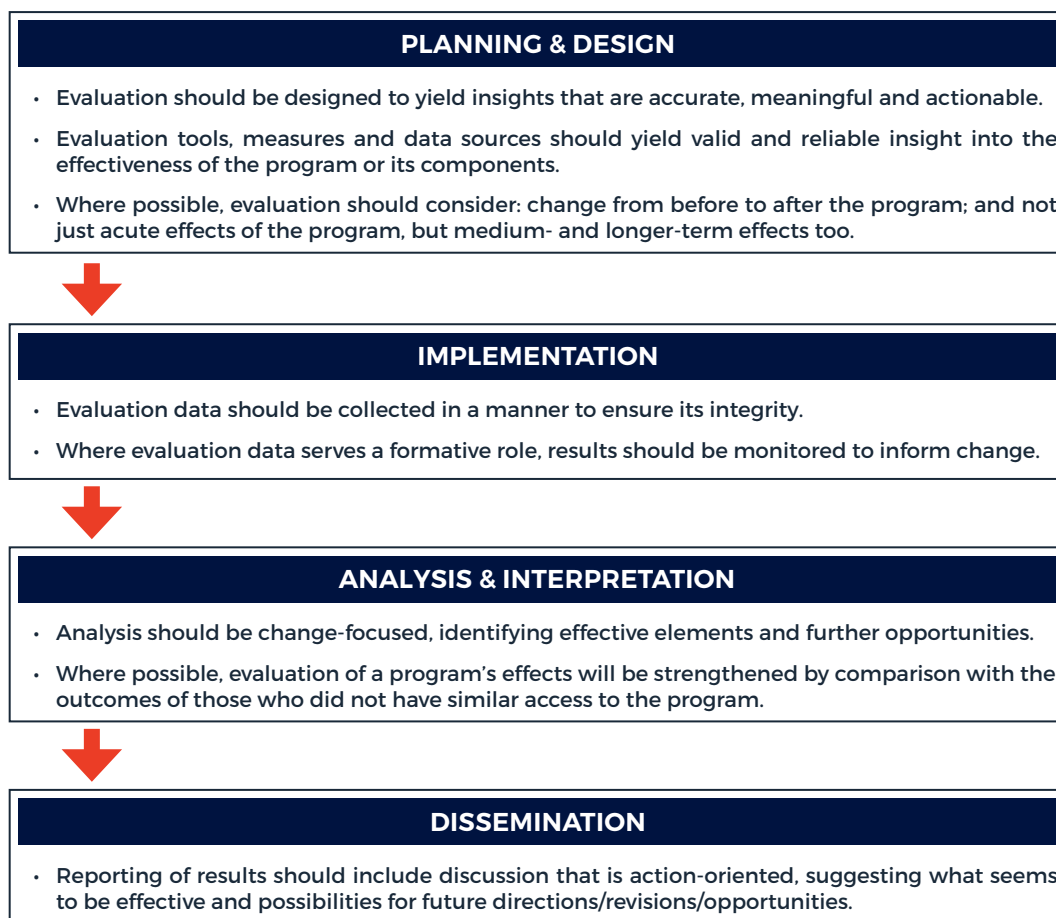 PLANNING & DESIGN
• Evaluation should be designed to yield insights that are accurate, meaningful and actionable.
• Evaluation tools, measures and data sources should yield valid and reliable insight into the
effectiveness of the program or its components.
• Where possible, evaluation should consider: change from before to after the program; and not
just acute effects of the program, but medium- and longer-term effects too.
IMPLEMENTATION
• Evaluation data should be collected in a manner to ensure its integrity.
• Where evaluation data serves a formative role, results should be monitored to inform change.
ANALYSIS & INTERPRETATION
• Analysis should be change-focused, identifying effective elements and further opportunities.
• Where possible, evaluation of a program’s effects will be strengthened by comparison with the
outcomes of those who did not have similar access to the program.
DISSEMINATION
• Reporting of results should include discussion that is action-oriented, suggesting what seems
to be effective and possibilities for future directions/revisions/opportunities.